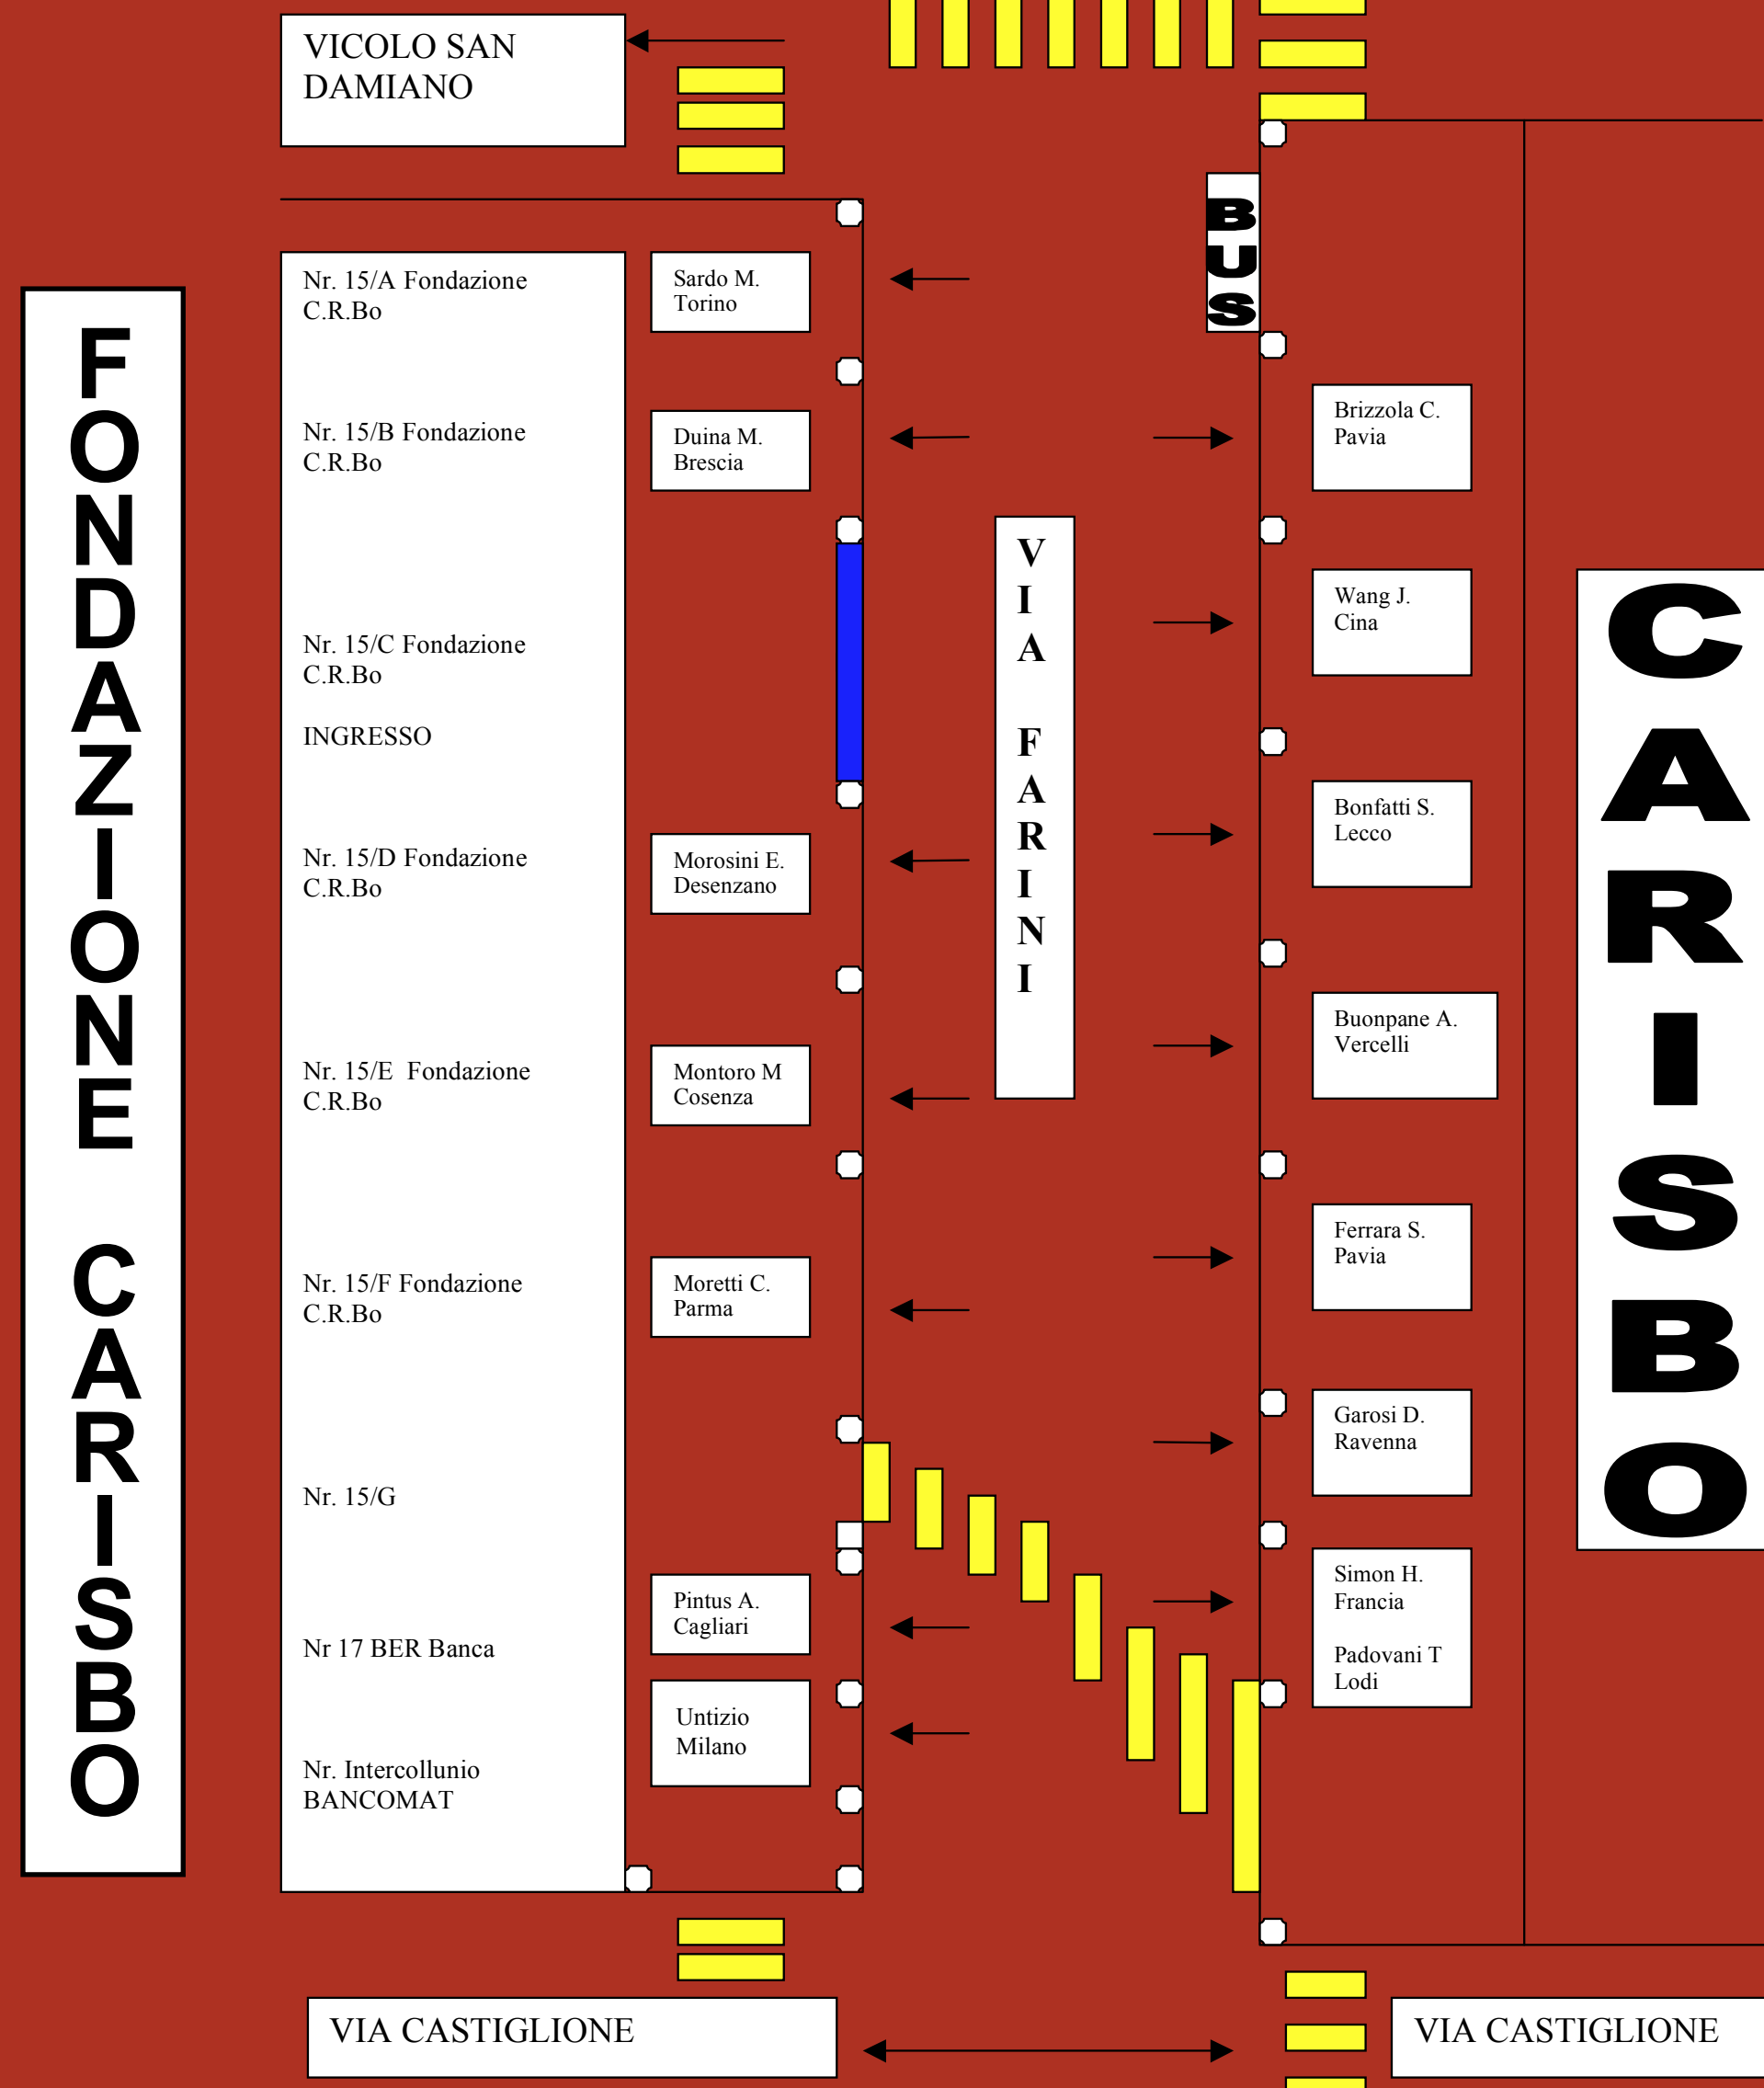 VICOLO SAN
DAMIANO
BUS
FONDAZIONE CARISBO
Nr. 15/A Fondazione
C.R.Bo
Sardo M.
Torino
Nr. 15/B Fondazione
C.R.Bo
Duina M.
Brescia
Nr. 15/C Fondazione
C.R.Bo
INGRESSO
Nr. 15/D Fondazione
C.R.Bo
Morosini E.
Desenzano
Nr. 15/E  Fondazione
C.R.Bo
Montoro M
Cosenza
Nr. 15/F Fondazione
C.R.Bo
Moretti C.
Parma
Nr. 15/G
Nr 17 BER Banca
Pintus A.
Cagliari
Nr. Intercollunio
BANCOMAT
Untizio
Milano
VIA FARINI
Brizzola C.
Pavia
Wang J.
Cina
Bonfatti S.
Lecco
Buonpane A.
Vercelli
Ferrara S.
Pavia
Garosi D.
Ravenna
Simon H.
Francia
Padovani T
Lodi
CARISBO
VIA CASTIGLIONE
VIA CASTIGLIONE